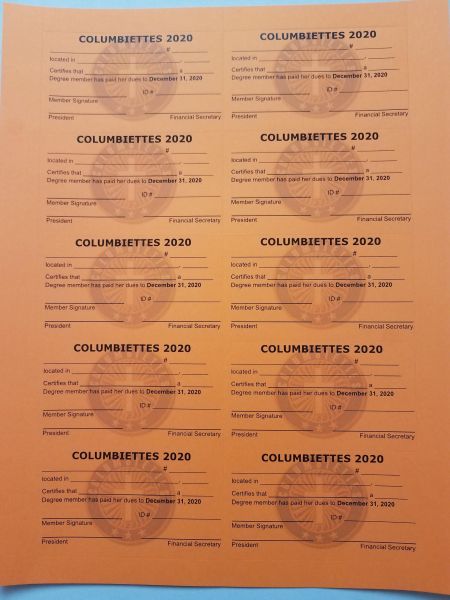 COLUMBIETTES 2020
#
located in ,
Certifies that a
Degree member has paid her dues to December 31, 2020
ID #
Member Signature
President Financial Secretary
COLUMBIETTES 2020
#
located in ,
Certifies that a
Degree member has paid her dues to December 31, 2020
ID #
Member Signature
President Financial Secretary
COLUMBIETTES 2020
#
located in ,
Certifies that a
Degree member has paid her dues to December 31, 2020
ID #
Member Signature
President Financial Secretary
COLUMBIETTES 2020
#
located in ,
Certifies that a
Degree member has paid her dues to December 31, 2020
ID #
Member Signature
President Financial Secretary
COLUMBIETTES 2020
#
located in ,
Certifies that a
Degree member has paid her dues to December 31, 2020
ID #
Member Signature
President Financial Secretary
COLUMBIETTES 2020
#
located in ,
Certifies that a
Degree member has paid her dues to December 31, 2020
ID #
Member Signature
President Financial Secretary
COLUMBIETTES 2020
#
located in ,
Certifies that a
Degree member has paid her dues to December 31, 2020
ID #
Member Signature
President Financial Secretary
COLUMBIETTES 2020
#
located in ,
Certifies that a
Degree member has paid her dues to December 31, 2020
ID #
Member Signature
President Financial Secretary
COLUMBIETTES 2020
#
located in ,
Certifies that a
Degree member has paid her dues to December 31, 2020
ID #
Member Signature
President Financial Secretary
COLUMBIETTES 2020
#
located in ,
Certifies that a
Degree member has paid her dues to December 31, 2020
ID #
Member Signature
President Financial Secretary